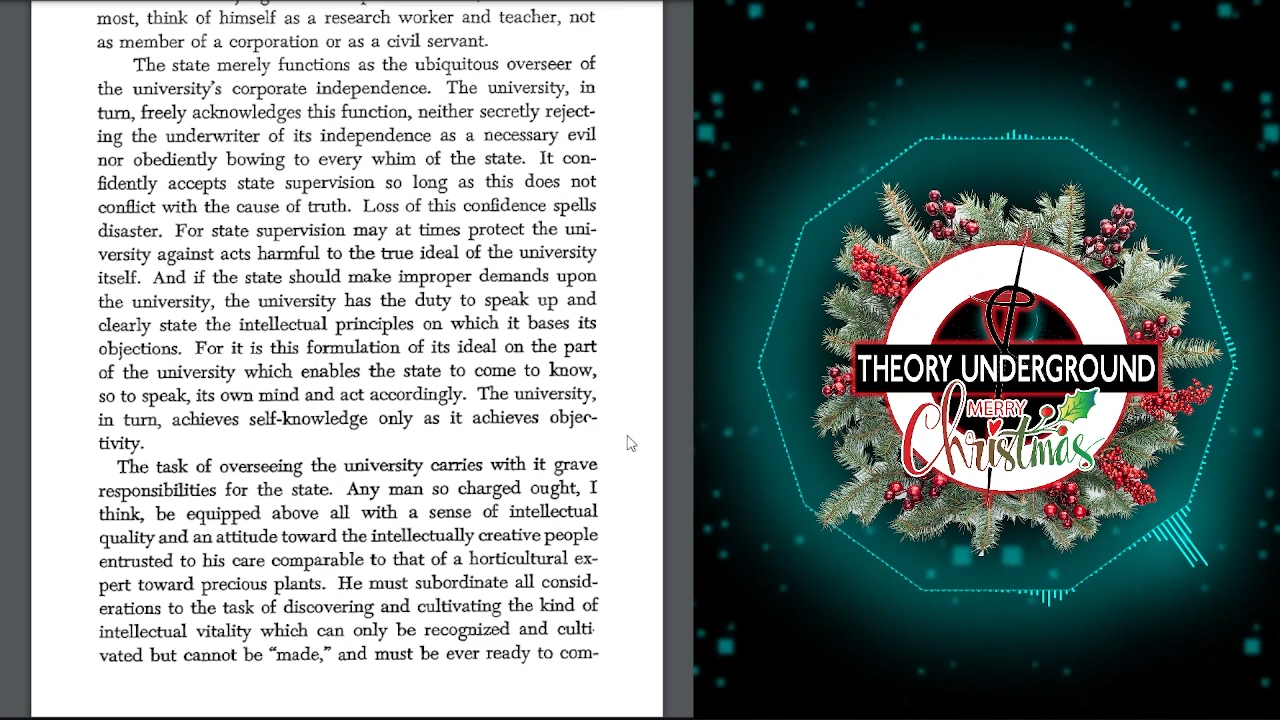 most, think of himself as a research worker and teacher, not
as member of a corporation or as a civil servant.
The state merely functions as the ubiquitous overseer of
the university's corporate independence. The university, in
turn, freely acknowledges this function, neither secretly reject-
ing the underwriter of its independence as a necessary evil
nor obediently bowing to every whim of the state. It con-
fidently accepts state supervision so long as this does not
conflict with the cause of truth. Loss of this confidence spells
disaster. For state supervision may at times protect the uni-
versity against acts harmful to the true ideal of the university
itself. And if the state should make improper demands upon
the university, the university has the duty to speak up and
clearly state the intellectual principles on which it bases its
objections. For it is this formulation of its ideal on the part
of the university which enables the state to come to know,
so to speak, its own mind and act accordingly. The university,
in turn, achieves self-knowledge only as it achieves objec-
tivity.
The task of overseeing the university carries with it grave
responsibilities for the state. Any man so charged ought, I
think, be equipped above all with a sense of intellectual
quality and an attitude toward the intellectually creative people
entrusted to his care comparable to that of a horticultural ex-
pert toward precious plants. He must subordinate all consid-
erations to the task of discovering and cultivating the kind of
intellectual vitality which can only be recognized and culti-
vated but cannot be “made,” and must be ever ready to com-
THEORY UNDERGROUND
MERRY
Christmas